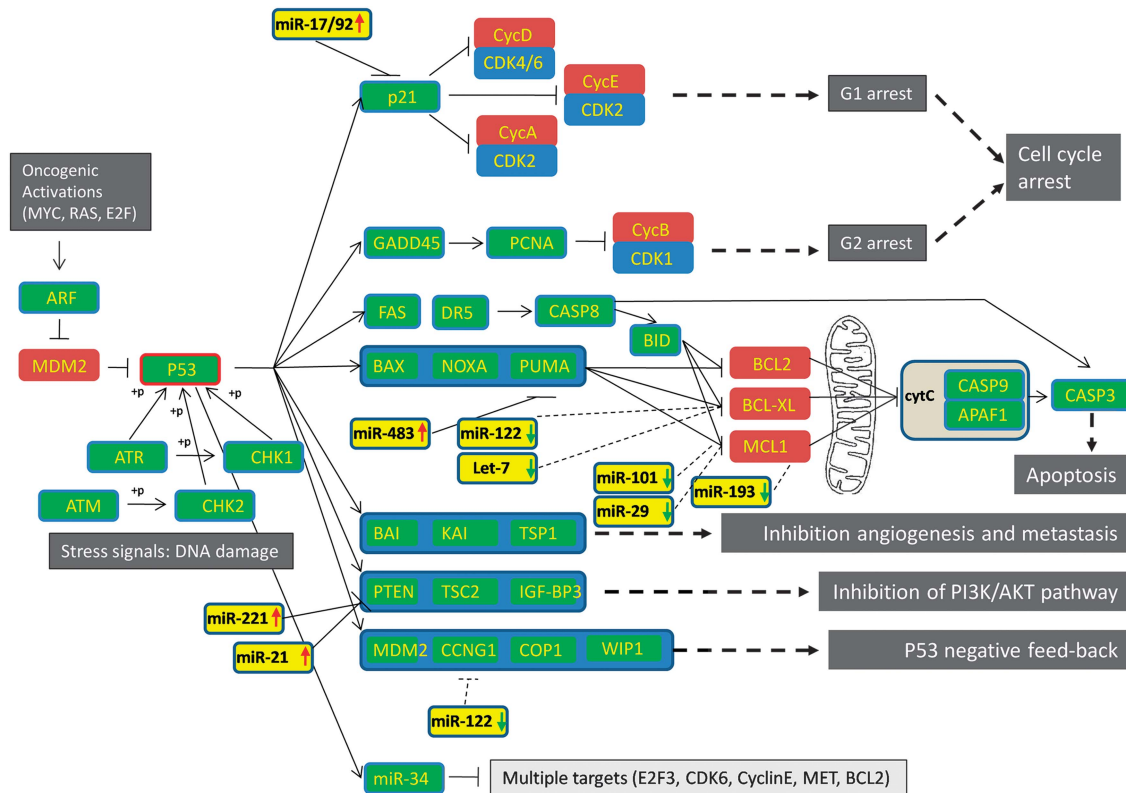 miR-17/92
CycD
CDK4/6
p21
CycE
CDK2
CycA
CDK2
G1 arrest
Cell cycle
arrest
Oncogenic
Activations
(MYC, RAS, E2F)
GADD45
PCNA
CycB
CDK1
G2 arrest
ARF
FAS
DR5
CASP8
BID
MDM2
P53
BAX
NOXA
PUMA
BCL2
BCL-XL
MCL1
cytC
CASP9
APAF1
CASP3
+p
+p
+p
miR-483
miR-122
Let-7
miR-101
miR-29
miR-193
Apoptosis
ATR
+p
CHK1
ATM
+p
CHK2
Stress signals: DNA damage
BAI
KAI
TSP1
Inhibition angiogenesis and metastasis
PTEN
TSC2
IGF-BP3
Inhibition of PI3K/AKT pathway
miR-221
miR-21
MDM2
CCNG1
COP1
WIP1
P53 negative feed-back
miR-122
miR-34
Multiple targets (E2F3, CDK6, CyclinE, MET, BCL2)